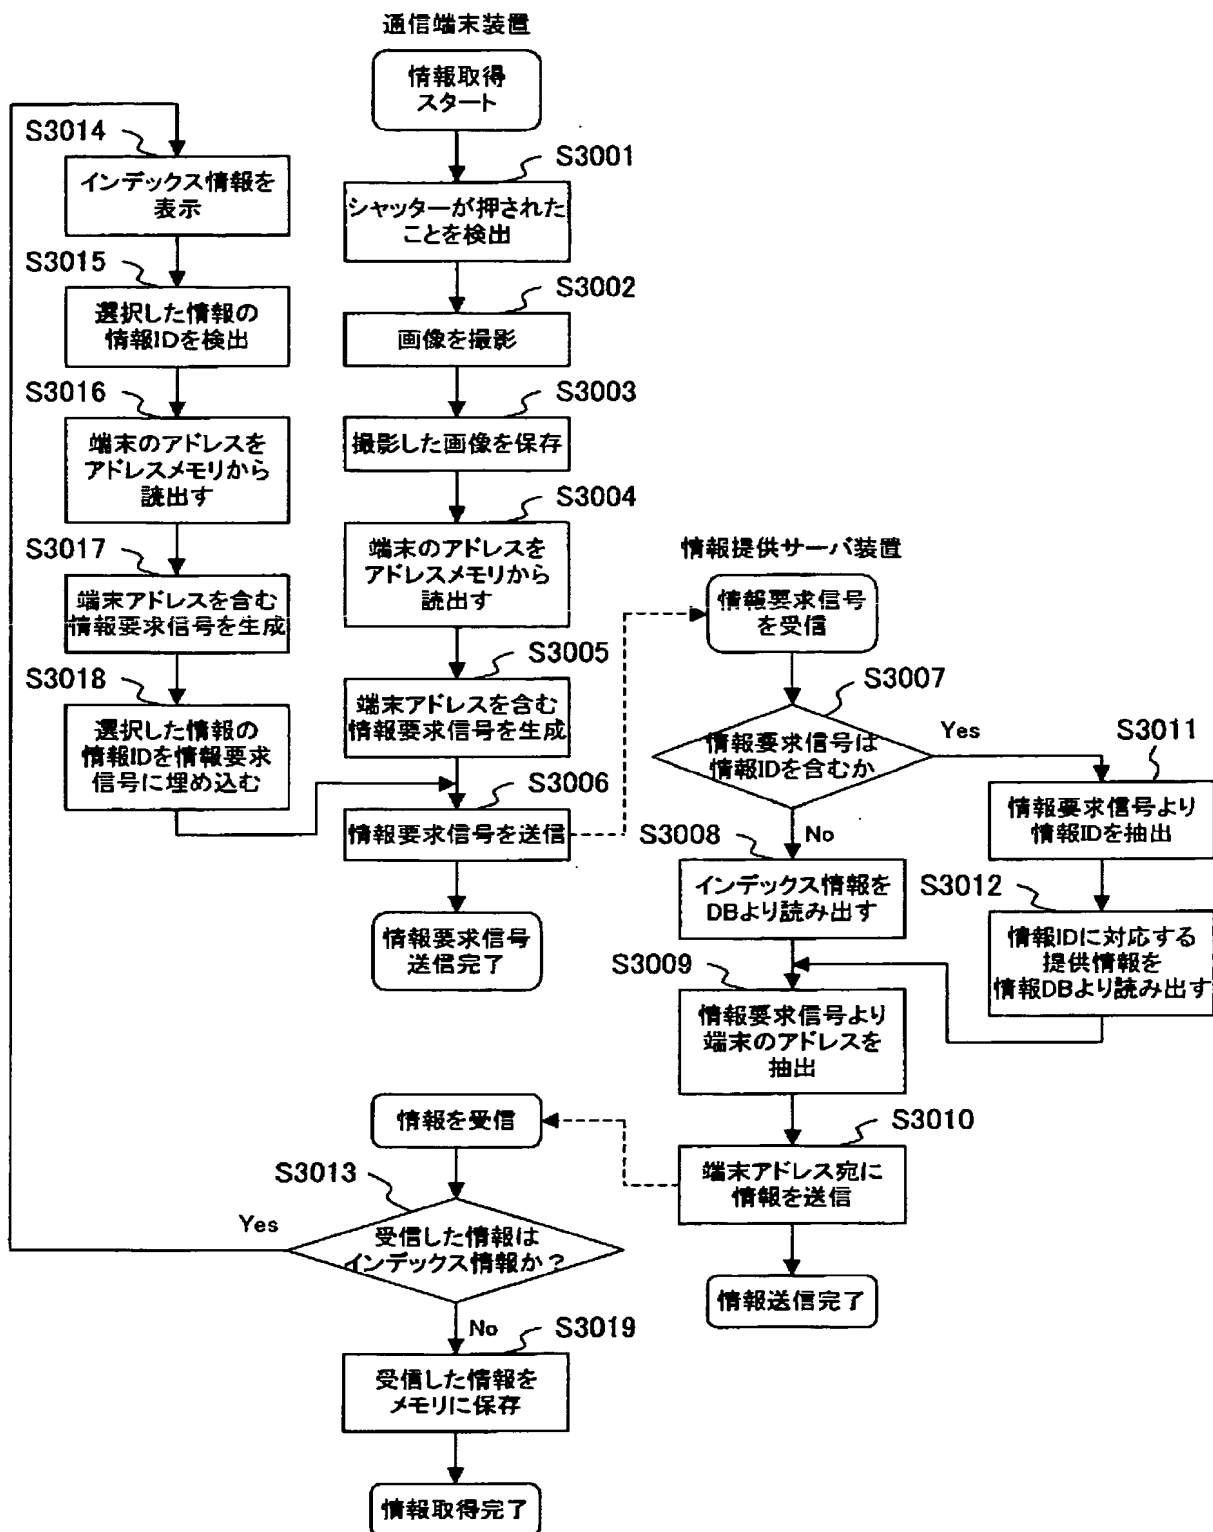 通信端末装置
情報取得
スタート
S3001
シャッターが押された
ことを検出
S3002
画像を撮影
S3003
撮影した画像を保存
S3004
端末のアドレスを
アドレスメモリから
読出す
S3005
端末アドレスを含む
情報要求信号を生成
S3006
情報要求信号を送信
情報要求信号
送信完了
S3014
インデックス情報を
表示
S3015
選択した情報の
情報IDを検出
S3016
端末のアドレスを
アドレスメモリから
読出す
S3017
端末アドレスを含む
情報要求信号を生成
S3018
選択した情報の
情報IDを情報要求
信号に埋め込む
情報提供サーバ装置
情報要求信号
を受信
S3007
情報要求信号は
情報IDを含むか
Yes
No
S3011
情報要求信号より
情報IDを抽出
S3012
情報IDに対応する
提供情報を
情報DBより読み出す
S3008
インデックス情報を
DBより読み出す
S3009
情報要求信号より
端末のアドレスを
抽出
S3010
端末アドレス宛に
情報を送信
情報送信完了
情報を受信
S3013
受信した情報は
インデックス情報か？
Yes
No
S3019
受信した情報を
メモリに保存
情報取得完了